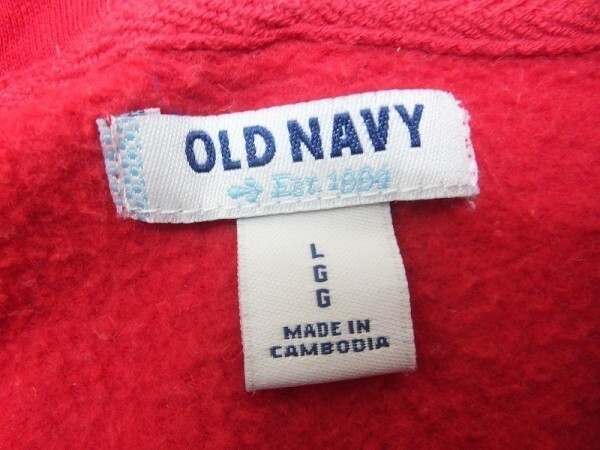 OLD NAVY
Est. 1994
L
G
G
MADE IN
CAMBODIA